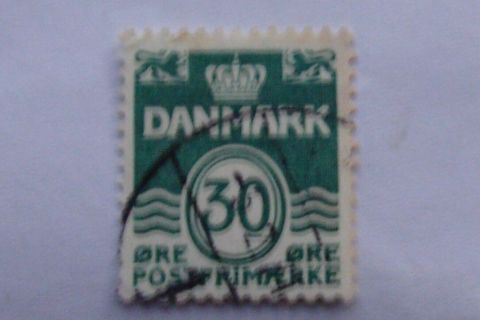 DANMARK
30
ØRE ØRE
POSTFRIMÆRKE